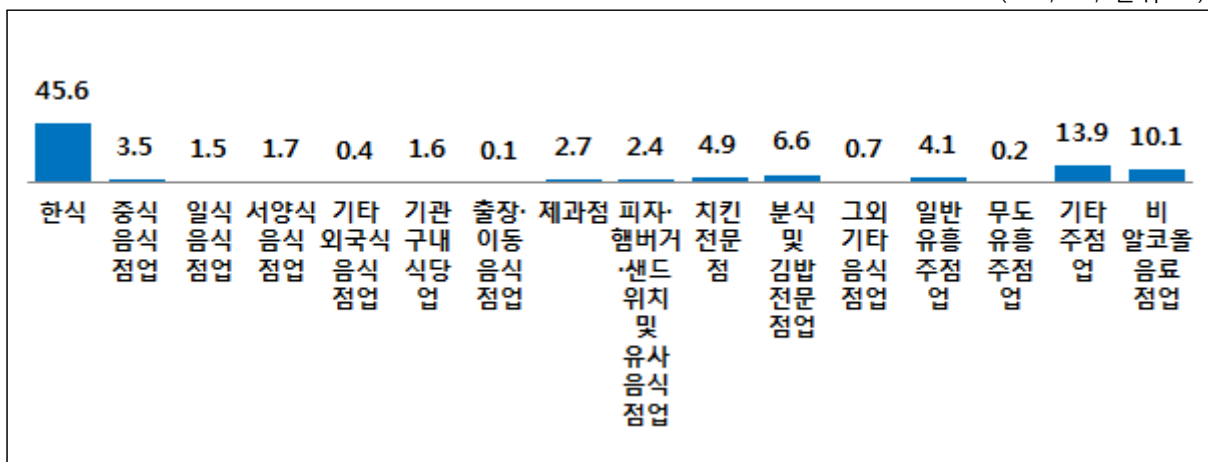 45.6
3.5
1.5
1.7
0.4
1.6
0.1
2.7
2.4
4.9
6.6
0.7
4.1
0.2
13.9
10.1
한식
중식
음식
점업
일식
음식
점업
서양식
음식
점업
기타
외국식
음식
점업
기관
구내
식당
업
출장·
이동
음식
점업
제과점
피자·
햄버거
·샌드
위치
및
유사
음식
점업
치킨
전문
점
분식
및
김밥
전문
점업
그외
기타
음식
점업
일반
유흥
주점
업
무도
유흥
주점
업
기타
주점
업
비
알코올
음료
점업